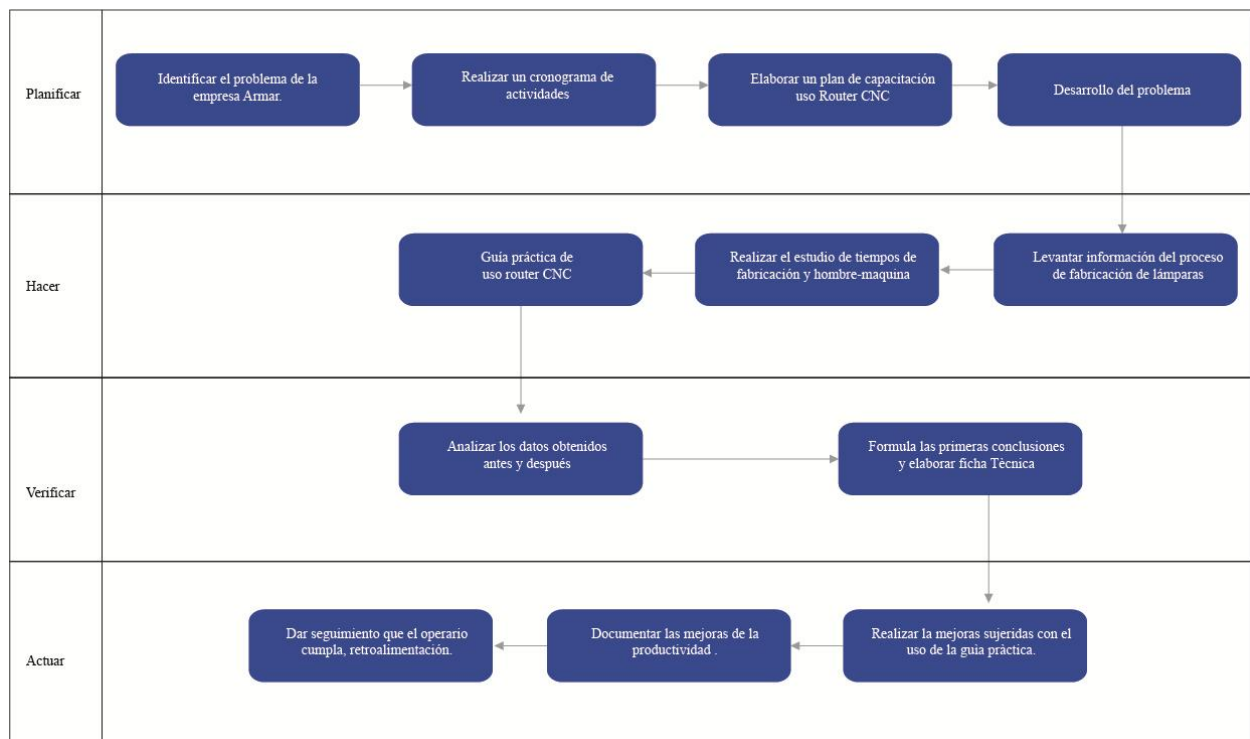 Planificar
Identificar el problema de la
empresa Armar.
Realizar un cronograma de
actividades
Elaborar un plan de capacitación
uso Router CNC
Desarrollo del problema
Hacer
Guía práctica de
uso router CNC
Realizar el estudio de tiempos de
fabricación y hombre-maquina
Levantar información del proceso
de fabricación de lámparas
Verificar
Analizar los datos obtenidos
antes y después
Formula las primeras conclusiones
y elaborar ficha Tècnica
Actuar
Dar seguimiento que el operario
cumpla, retroalimentación.
Documentar las mejoras de la
productividad .
Realizar la mejoras sujeridas con el
uso de la guia práctica.